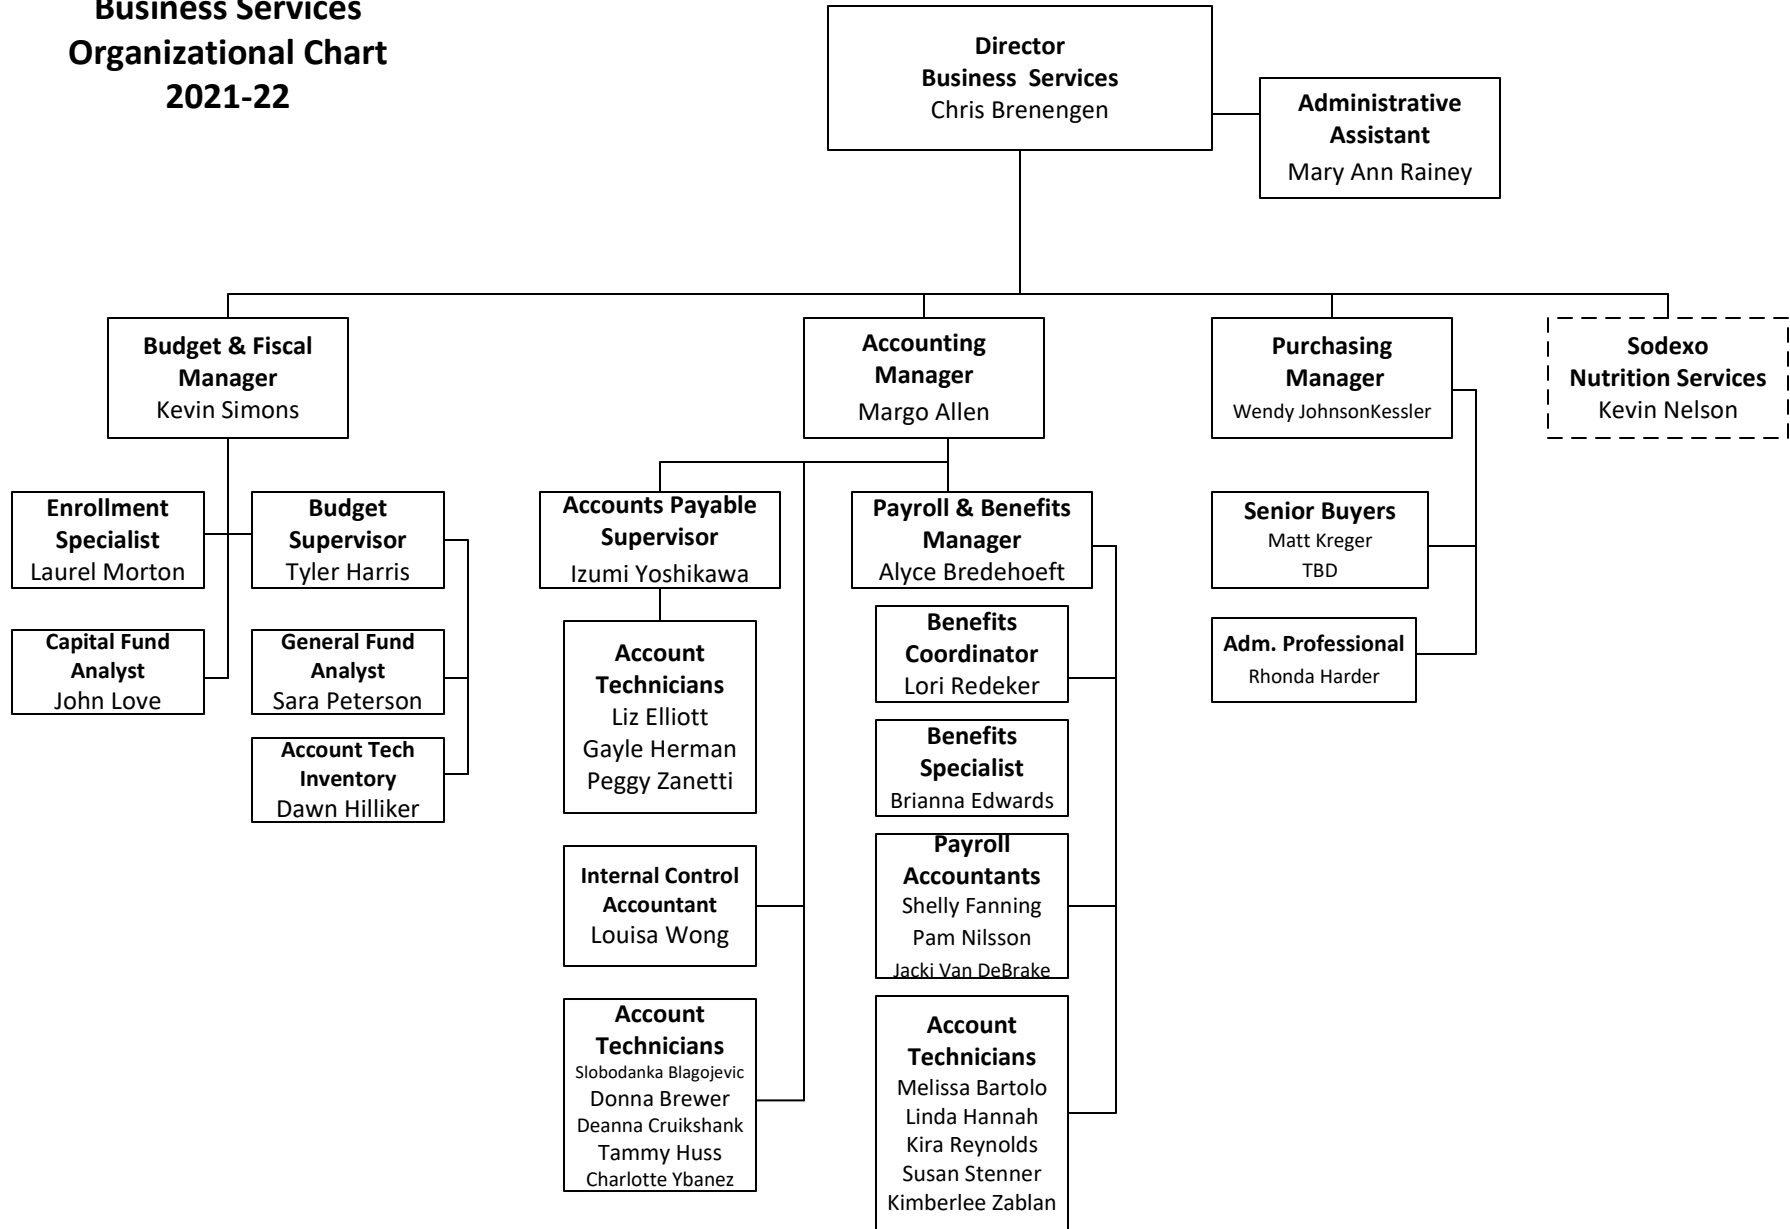 Business Services
Organizational Chart
2021-22
Director
Business Services
Chris Brenengen
Administrative
Assistant
Mary Ann Rainey
Budget & Fiscal
Manager
Kevin Simons
Accounting
Manager
Margo Allen
Purchasing
Manager
Wendy JohnsonKessler
Sodexo
Nutrition Services
Kevin Nelson
Enrollment
Specialist
Laurel Morton
Budget
Supervisor
Tyler Harris
Capital Fund
Analyst
John Love
General Fund
Analyst
Sara Peterson
Account Tech
Inventory
Dawn Hilliker
Accounts Payable
Supervisor
Izumi Yoshikawa
Account
Technicians
Liz Elliott
Gayle Herman
Peggy Zanetti
Internal Control
Accountant
Louisa Wong
Account
Technicians
Slobodanka Blagojevic
Donna Brewer
Deanna Cruikshank
Tammy Huss
Charlotte Ybanez
Payroll & Benefits
Manager
Alyce Bredehoeft
Benefits
Coordinator
Lori Redeker
Benefits
Specialist
Brianna Edwards
Payroll
Accountants
Shelly Fanning
Pam Nilsson
Jacki Van DeBrake
Account
Technicians
Melissa Bartolo
Linda Hannah
Kira Reynolds
Susan Stenner
Kimberlee Zablan
Senior Buyers
Matt Kreger
TBD
Adm. Professional
Rhonda Harder